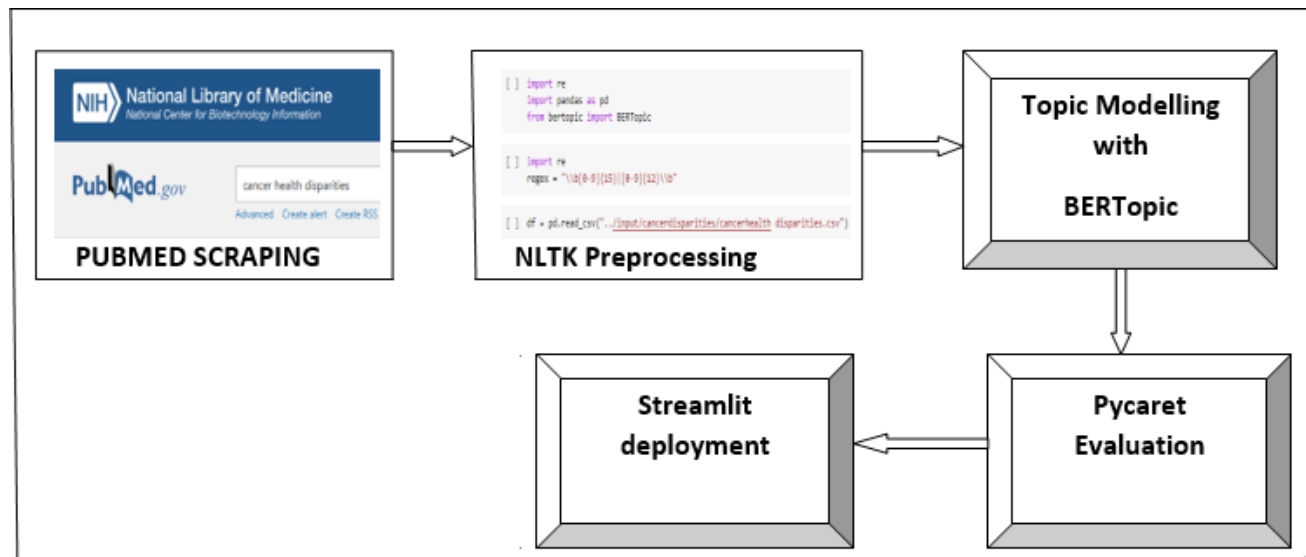 NIH National Library of Medicine
National Center for Biotechnology Information
PubMed.gov
cancer health disparities
Advanced Create alert Create RSS
PUBMED SCRAPING
[ ] import re
import pandas as pd
from bertopic import BERTopic
[ ] import re
regex = "\\b[0-9]{15}|[0-9]{12}\\b"
[ ] df = pd.read_csv("../input/cancerdisparities/cancerhealth disparities.csv")
NLTK Preprocessing
Topic Modelling
with
BERTopic
Streamlit
deployment
Pycaret
Evaluation